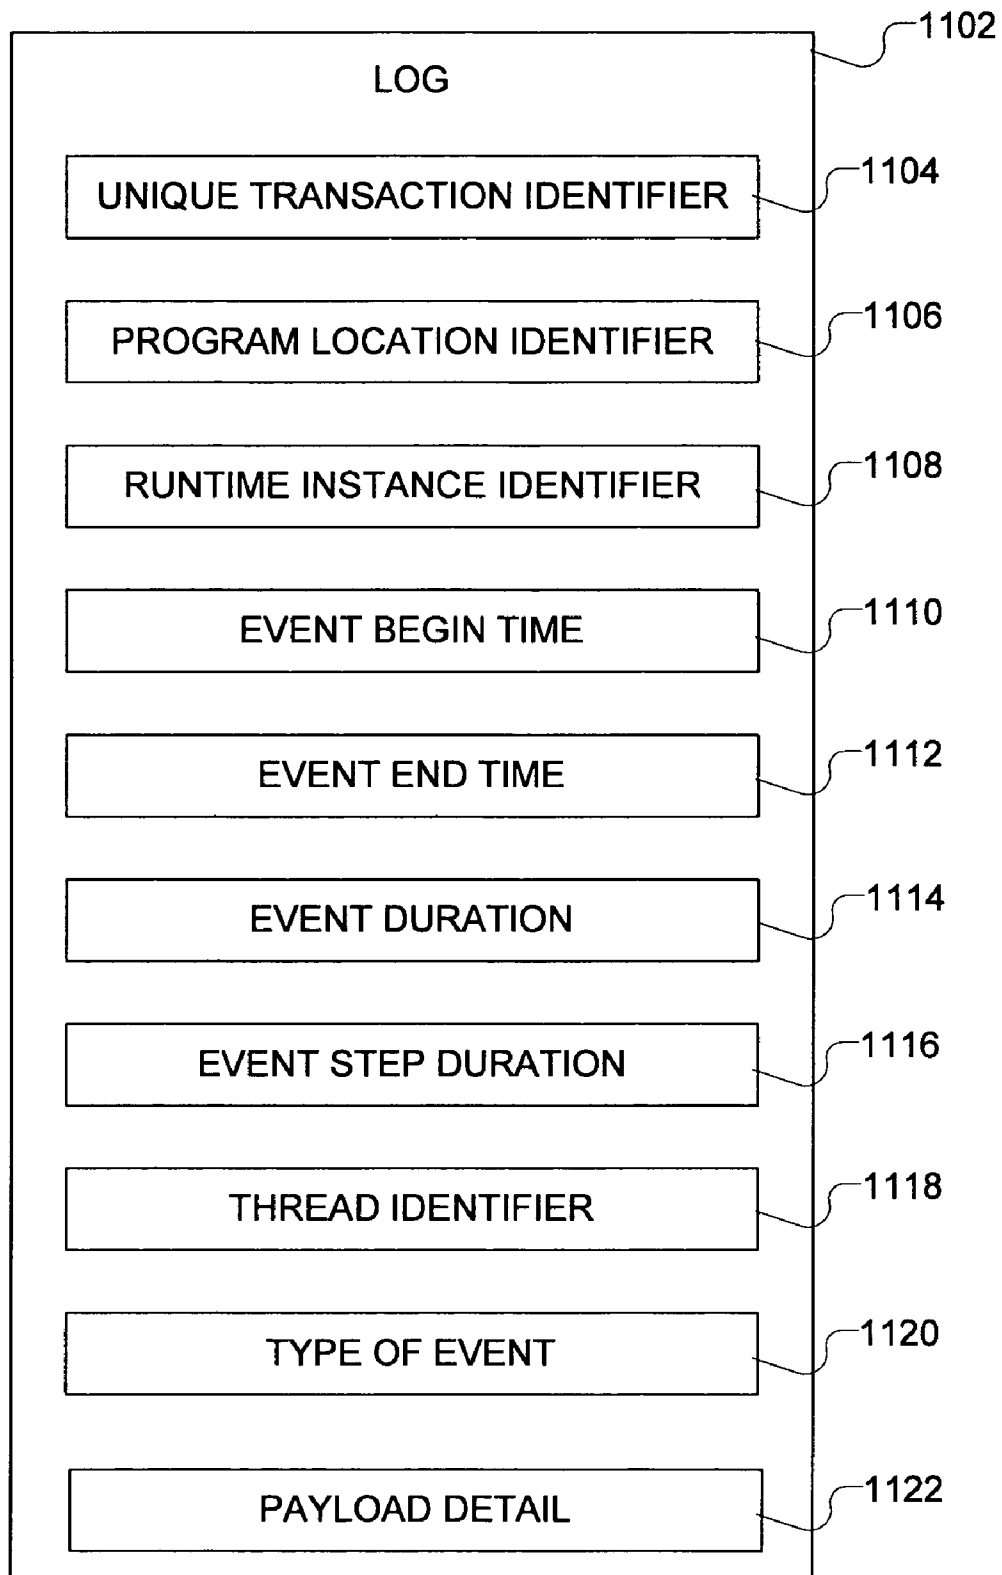 1102
LOG
UNIQUE TRANSACTION IDENTIFIER
1104
PROGRAM LOCATION IDENTIFIER
1106
RUNTIME INSTANCE IDENTIFIER
1108
EVENT BEGIN TIME
1110
EVENT END TIME
1112
EVENT DURATION
1114
EVENT STEP DURATION
1116
THREAD IDENTIFIER
1118
TYPE OF EVENT
1120
PAYLOAD DETAIL
1122